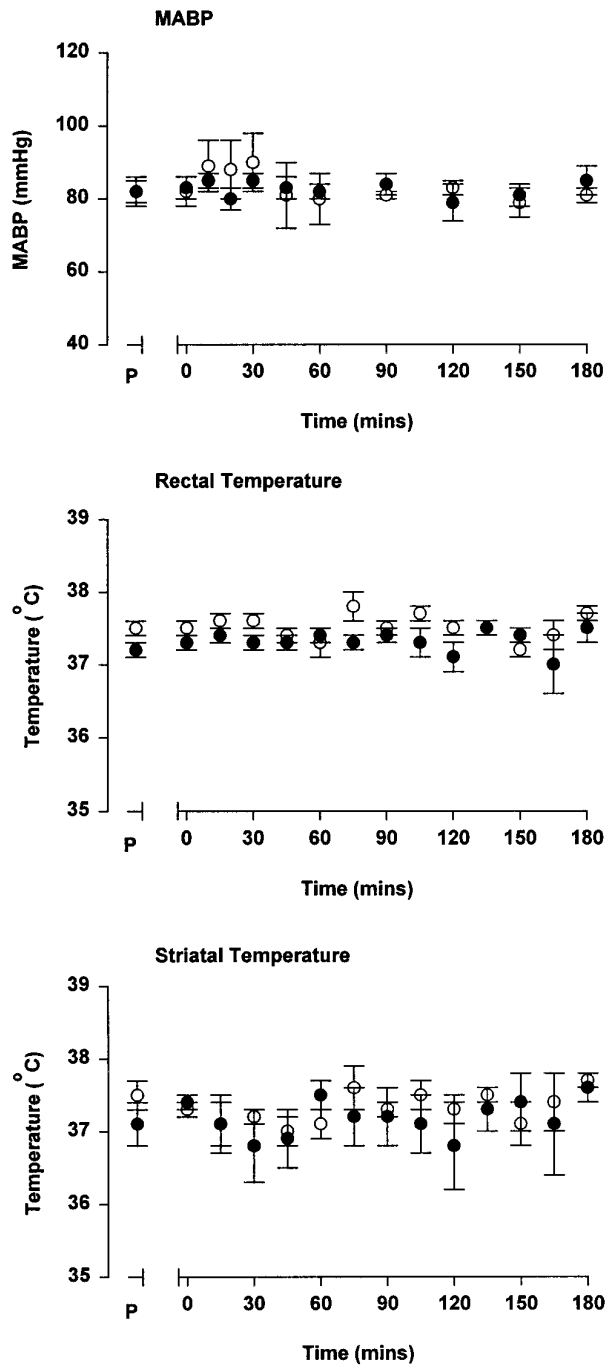 MABP
120
100
80
60
40
MABP (mmHg)
P
0 30 60 90 120 150 180
Time (mins)
Rectal Temperature
39
38
37
36
35
Temperature (°C)
P
0 30 60 90 120 150 180
Time (mins)
Striatal Temperature
39
38
37
36
35
Temperature (°C)
P
0 30 60 90 120 150 180
Time (mins)